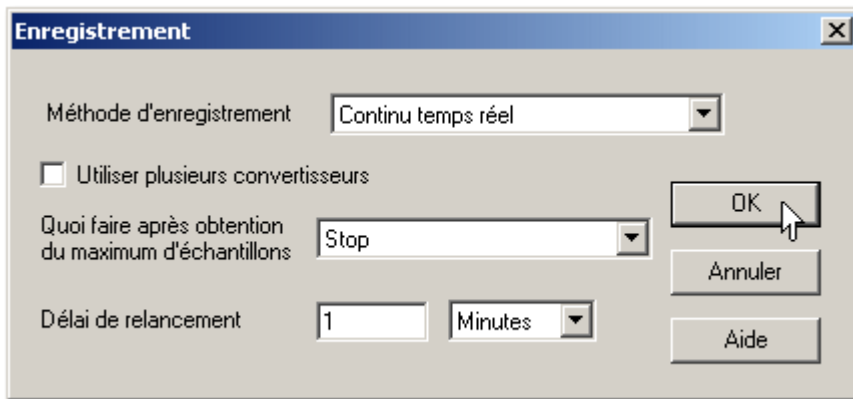 Enregistrement
Méthode d'enregistrement
Continu temps réel
Utiliser plusieurs convertisseurs
Quoi faire après obtention
du maximum d'échantillons
Stop
Délai de relancement
1
Minutes
OK
Annuler
Aide